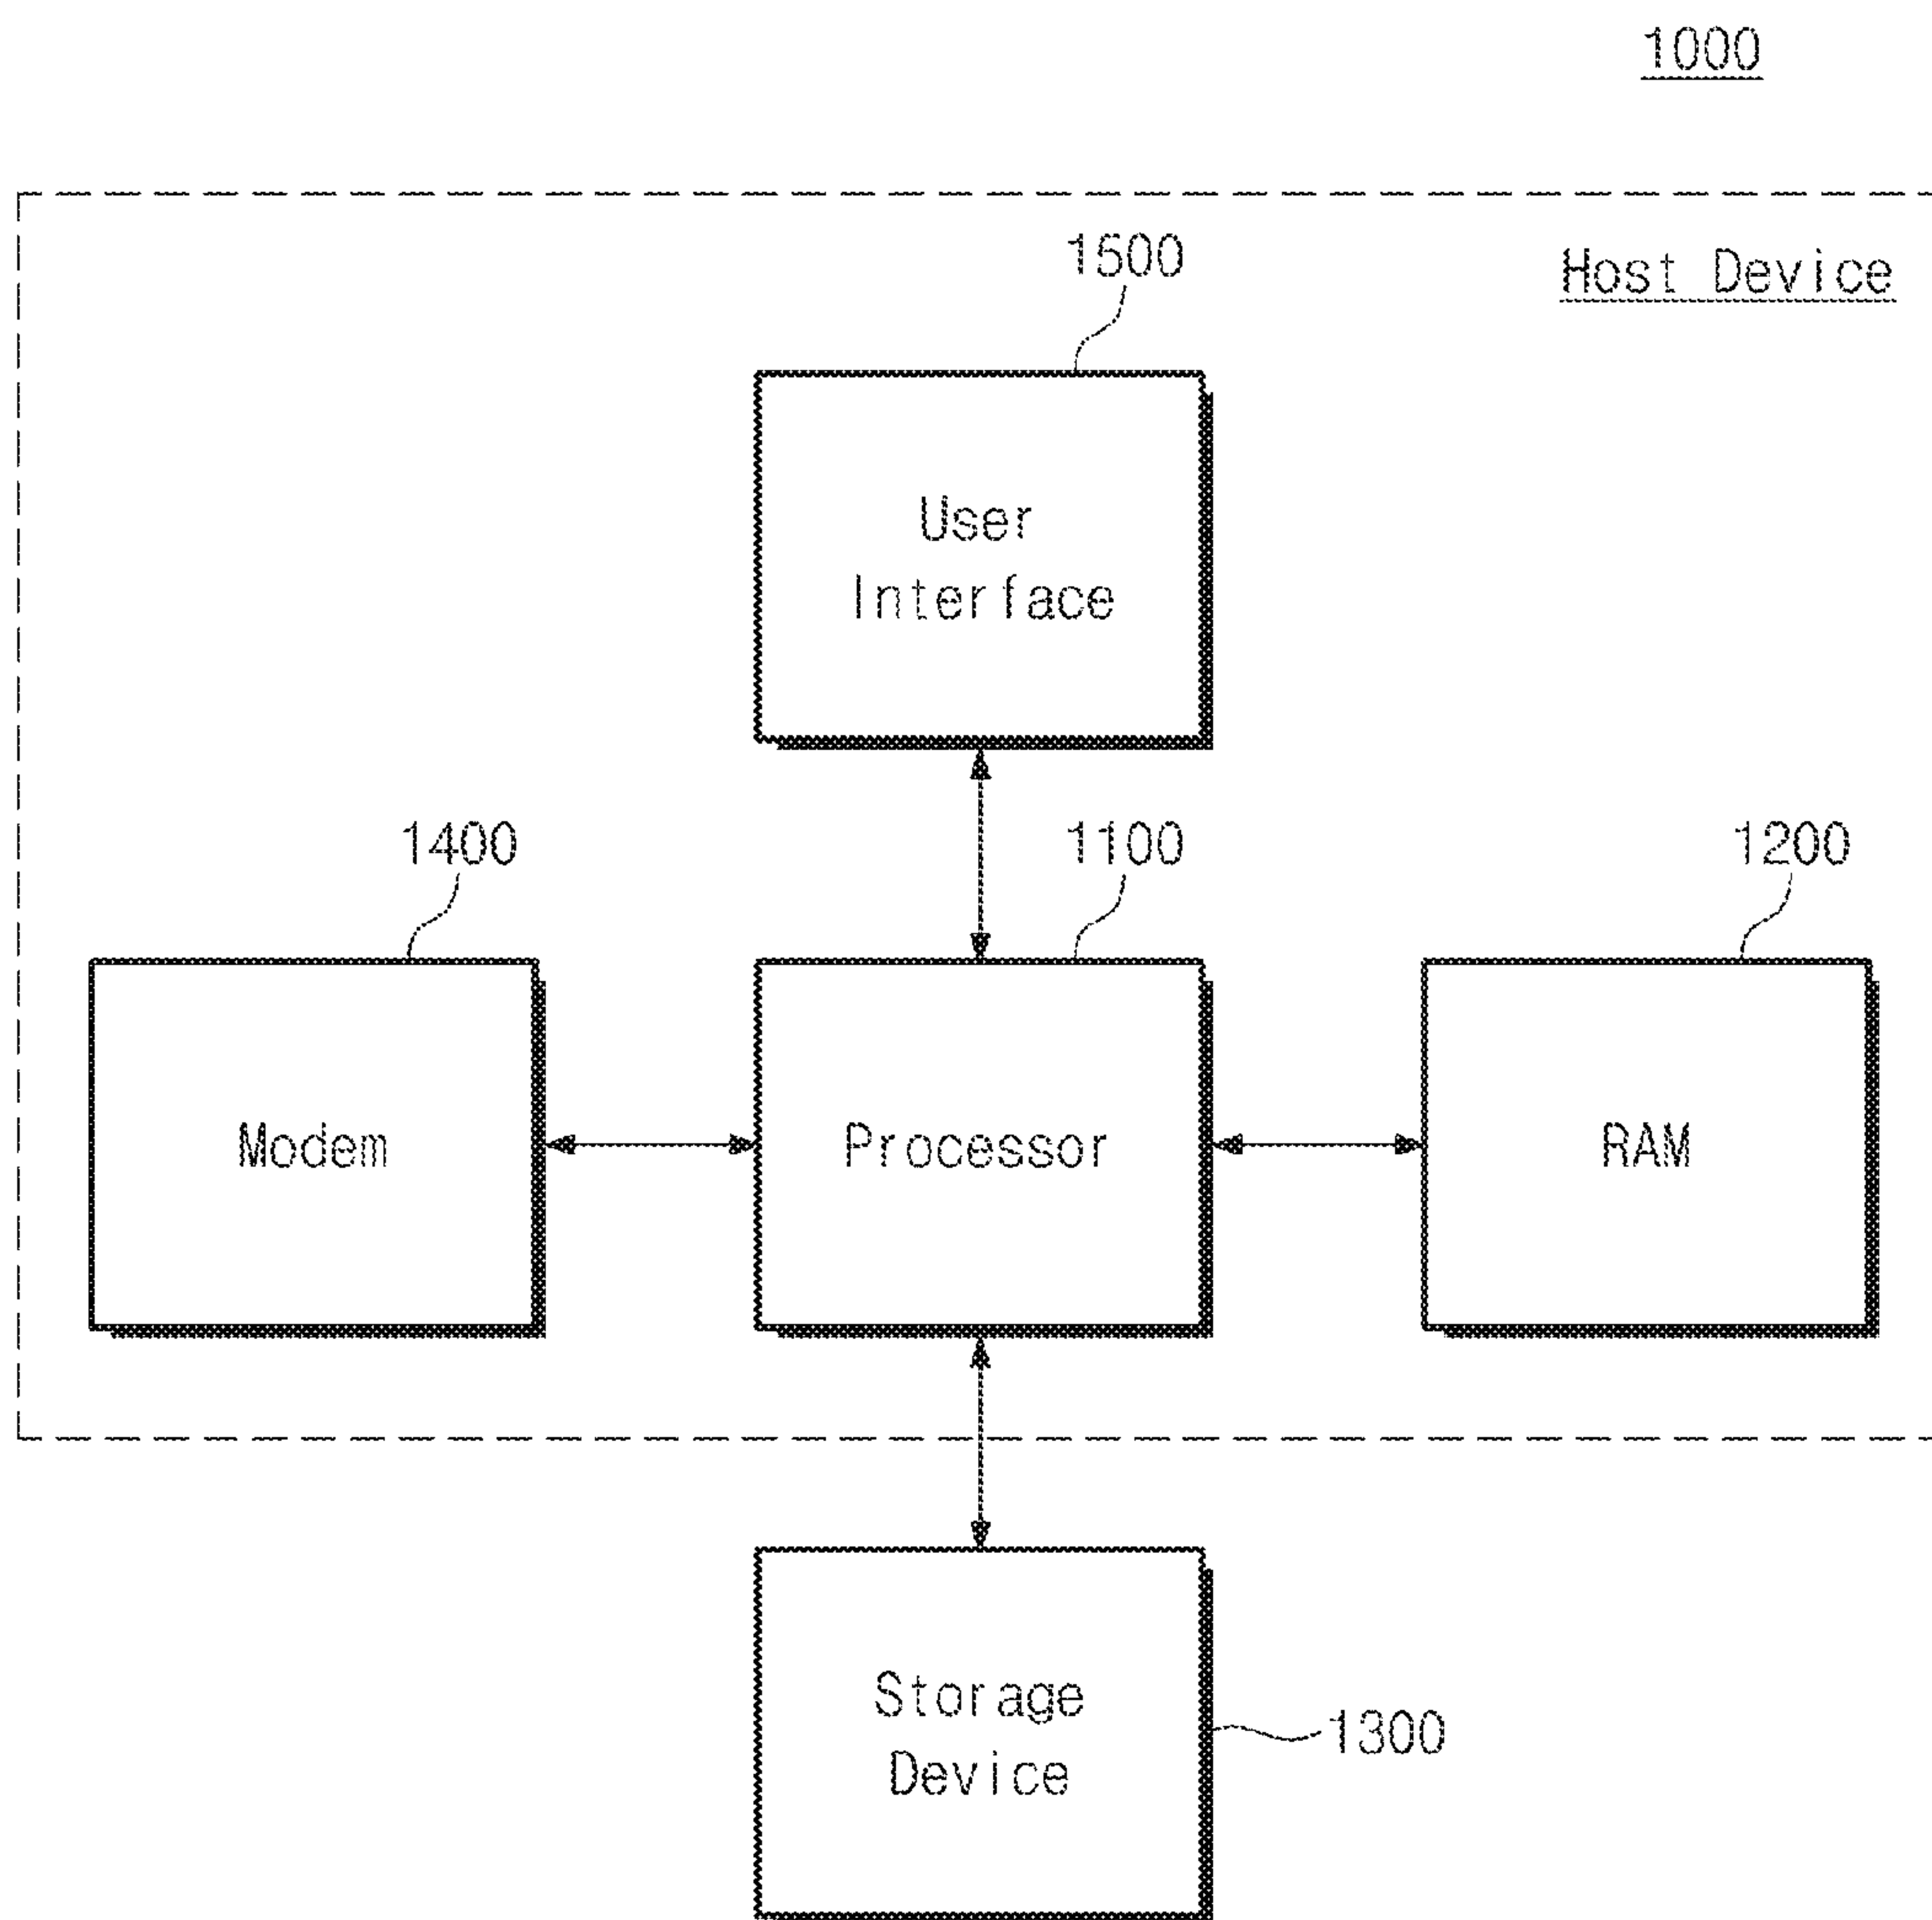 1000
Host Device
1500
User
Interface
1400
1100
1200
Modem
Processor
RAM
Storage
Device
1300